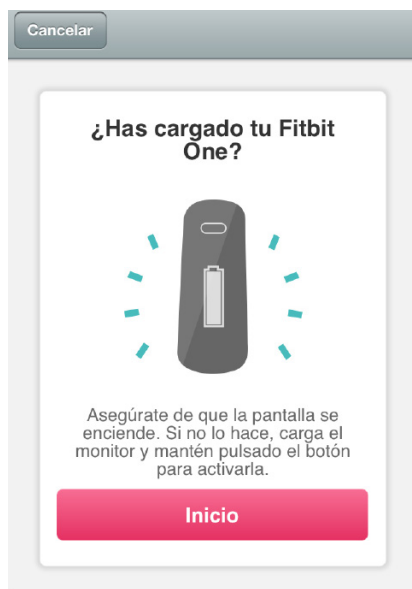 Cancelar
¿Has cargado tu Fitbit
One?
Asegúrate de que la pantalla se
enciende. Si no lo hace, carga el
monitor y mantén pulsado el botón
para activarla.
Inicio